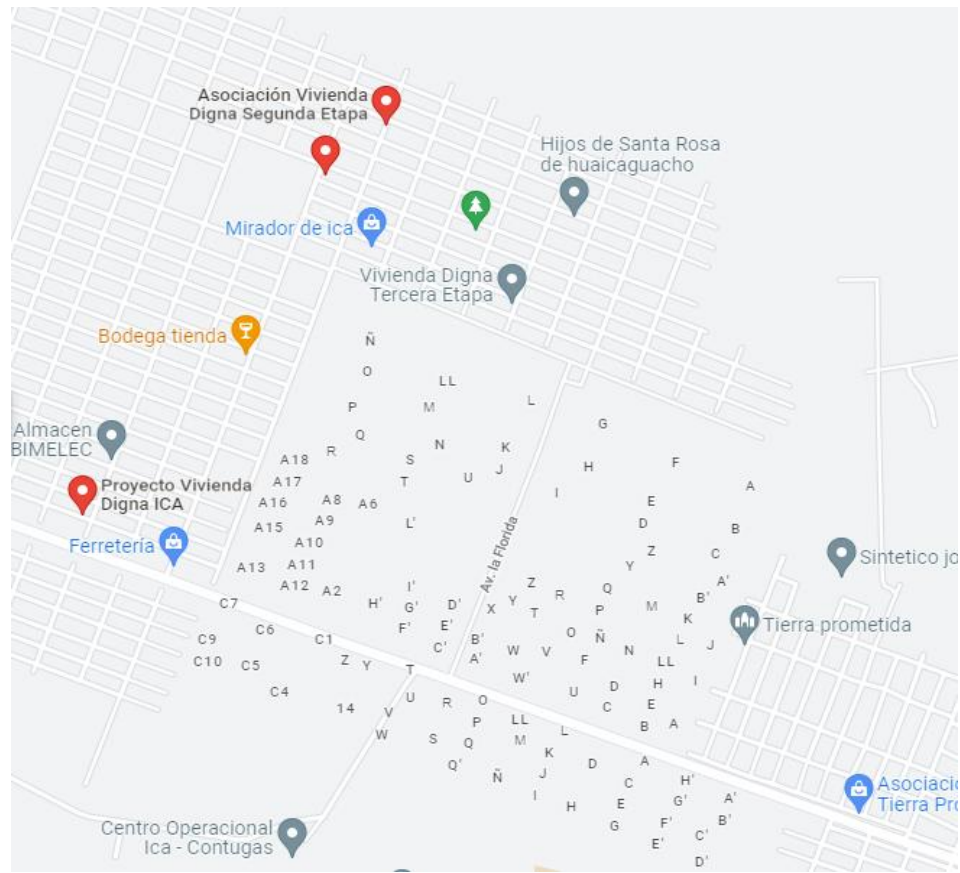 Asociación Vivienda
Digna Segunda Etapa
Hijos de Santa Rosa
de huaicaguacho
Mirador de ica
Vivienda Digna
Tercera Etapa
Bodega tienda
Ñ
O
LL
L
P
M
G
Almacen
BIMELEC
Q
N
K
R
A18
S
J
H
F
A17
T
U
I
A
Proyecto Vivienda
Digna ICA
A16
A8
A6
E
A15
A9
L'
D
B
Av. la Florida
Ferretería
A10
Z
C
Sintetico jo
A13
A11
Y
A12
A2
I'
Z
Q
A'
C7
H'
G'
D'
X
Y
R
B'
T
P
M
K
Tierra prometida
C9
C6
C1
F'
E'
B'
O
Ñ
L
J
C10
C5
Z
Y
C'
A'
W
V
F
N
LL
T
W'
C4
U
U
D
H
I
14
V
R
O
C
E
W
P
LL
B
A
S
Q
M
L
K
Q'
Ñ
J
D
A
I
C
H'
Asociació
Tierra Pro
H
E
G'
A'
G
F'
B'
E'
C'
D'
Centro Operacional
Ica - Contugas